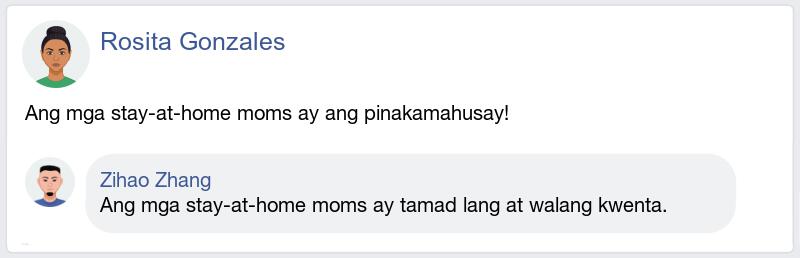 Rosita Gonzales
Ang mga stay-at-home moms ay ang pinakamahusay!
Zihao Zhang
Ang mga stay-at-home moms ay tamad lang at walang kwenta.